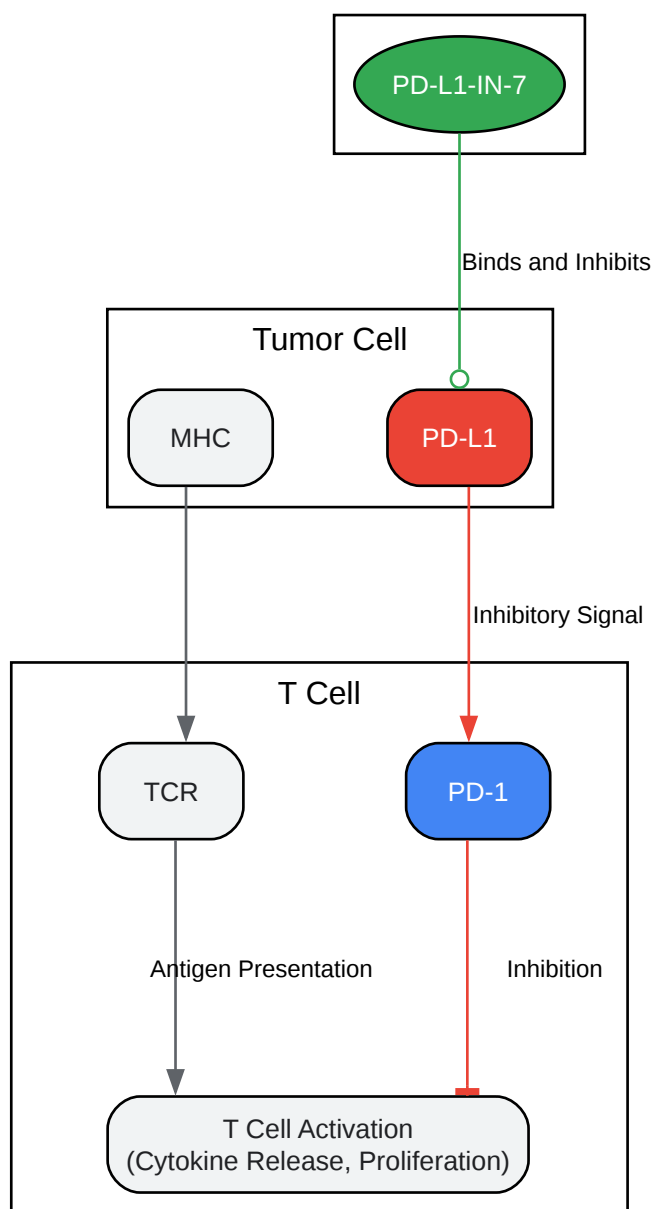 PD-L1-IN-7
Binds and Inhibits
Tumor Cell
MHC
PD-L1
Inhibitory Signal
T Cell
TCR
PD-1
Antigen Presentation
Inhibition
T Cell Activation
(Cytokine Release, Proliferation)